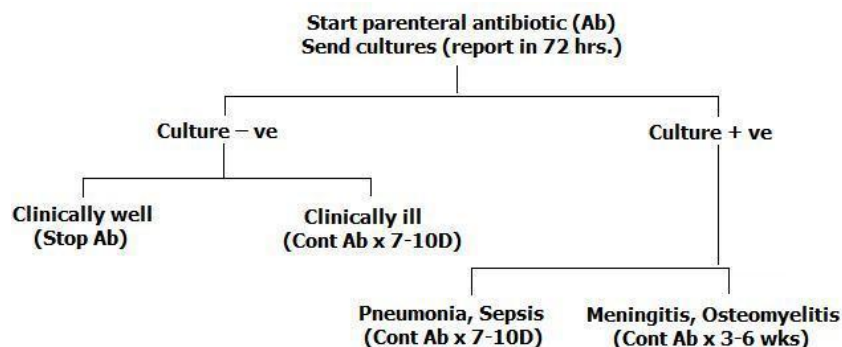 Start parenteral antibiotic (Ab)
Send cultures (report in 72 hrs.)
Culture – ve
Culture + ve
Clinically well
(Stop Ab)
Clinically ill
(Cont Ab x 7-10D)
Pneumonia, Sepsis
(Cont Ab x 7-10D)
Meningitis, Osteomyelitis
(Cont Ab x 3-6 wks)